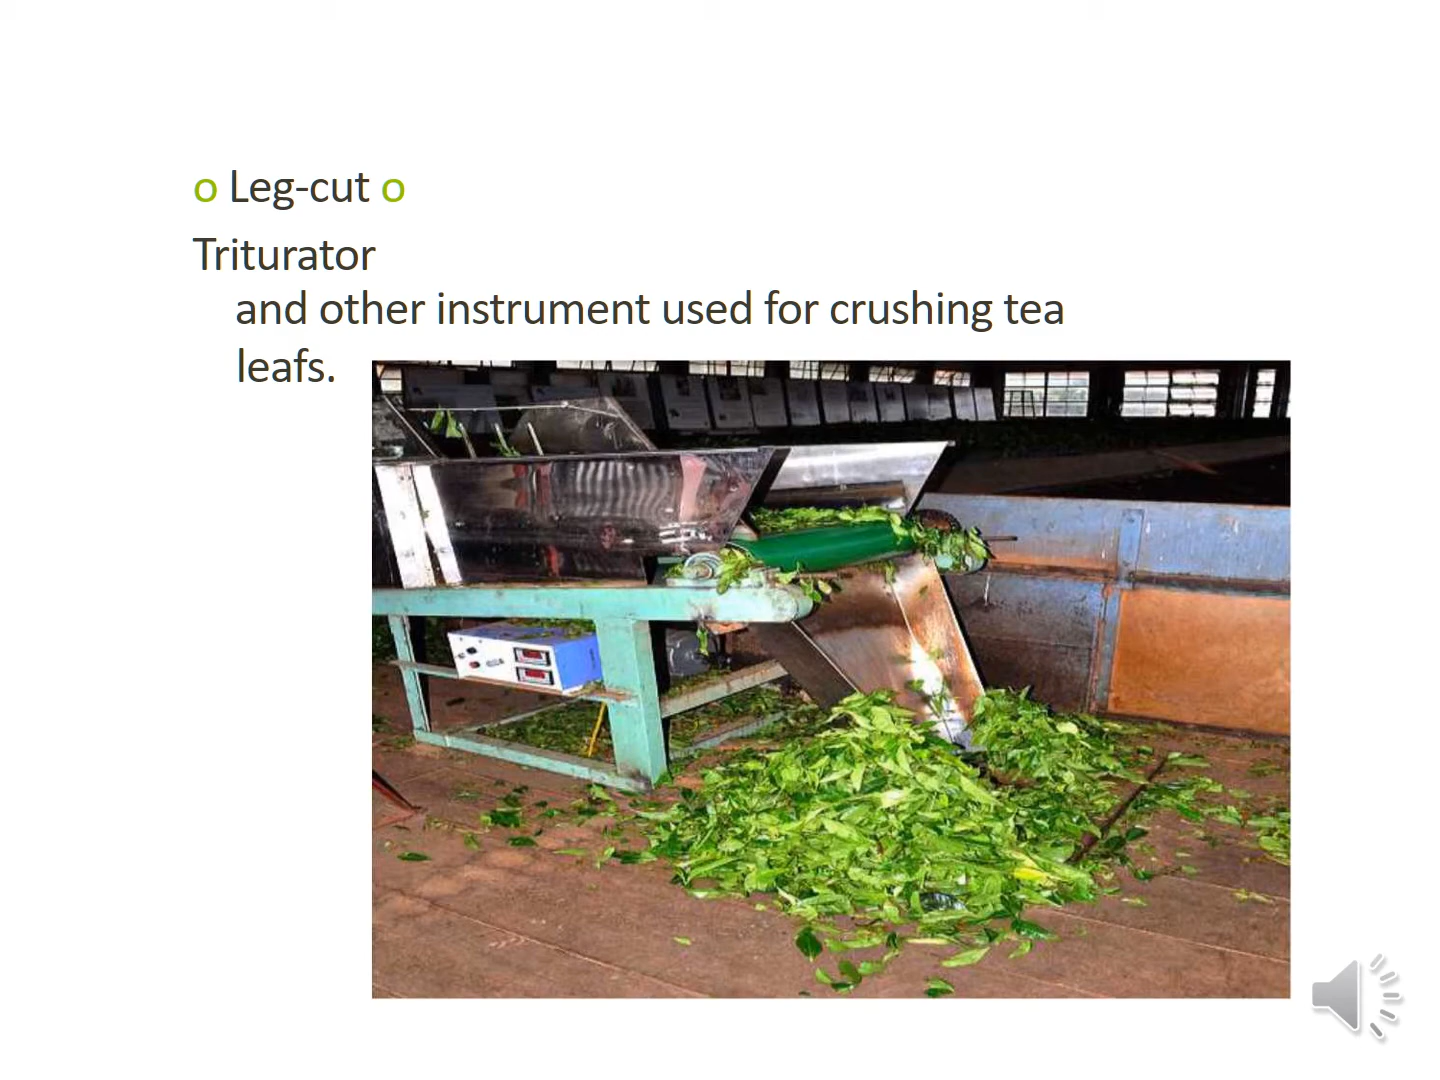 o Leg-cut o
Triturator
and other instrument used for crushing tea
leafs.